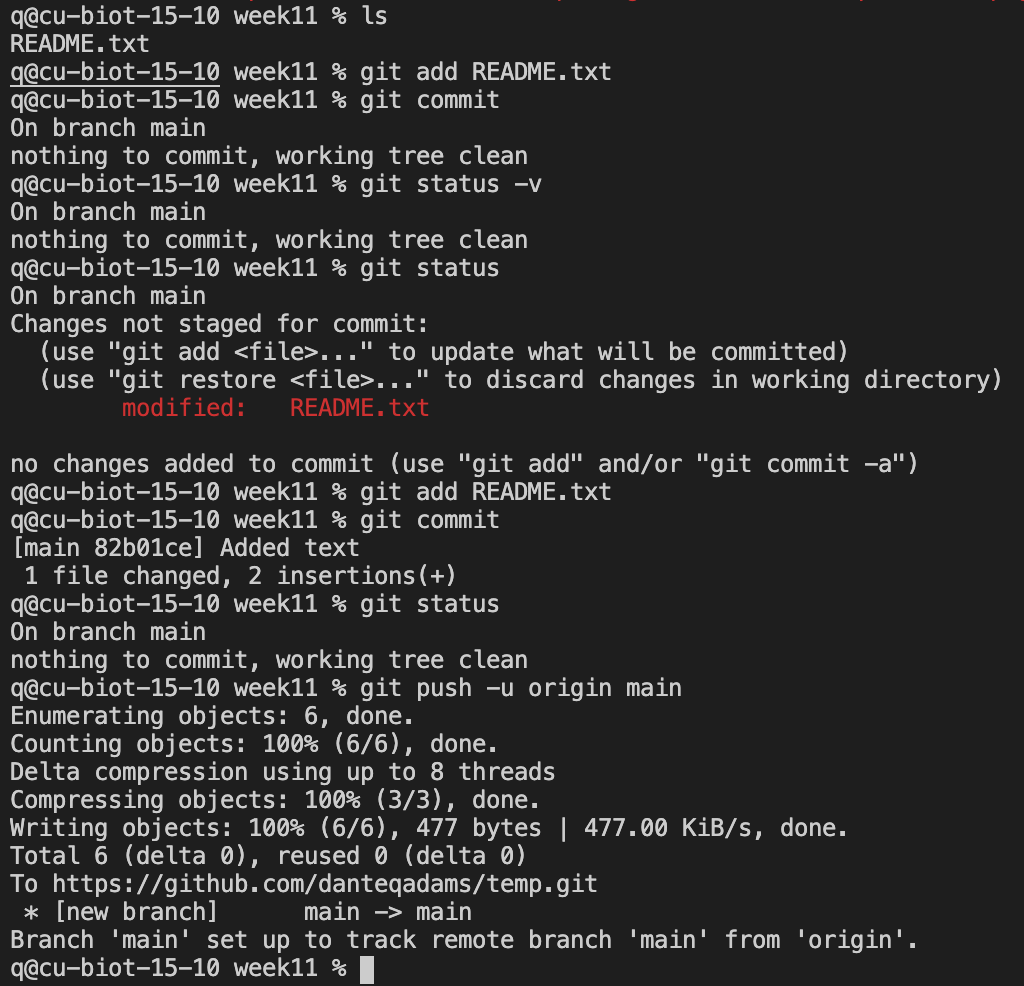 q@cu-biot-15-10 week11 % ls
README.txt
q@cu-biot-15-10 week11 % git add README.txt
q@cu-biot-15-10 week11 % git commit
On branch main
nothing to commit, working tree clean
q@cu-biot-15-10 week11 % git status -v
On branch main
nothing to commit, working tree clean
q@cu-biot-15-10 week11 % git status
On branch main
Changes not staged for commit:
  (use "git add <file>..." to update what will be committed)
  (use "git restore <file>..." to discard changes in working directory)
        modified:   README.txt

no changes added to commit (use "git add" and/or "git commit -a")
q@cu-biot-15-10 week11 % git add README.txt
q@cu-biot-15-10 week11 % git commit
[main 82b01ce] Added text
 1 file changed, 2 insertions(+)
q@cu-biot-15-10 week11 % git status
On branch main
nothing to commit, working tree clean
q@cu-biot-15-10 week11 % git push -u origin main
Enumerating objects: 6, done.
Counting objects: 100% (6/6), done.
Delta compression using up to 8 threads
Compressing objects: 100% (3/3), done.
Writing objects: 100% (6/6), 477 bytes | 477.00 KiB/s, done.
Total 6 (delta 0), reused 0 (delta 0)
To https://github.com/danteqadams/temp.git
 * [new branch]      main -> main
Branch 'main' set up to track remote branch 'main' from 'origin'.
q@cu-biot-15-10 week11 %